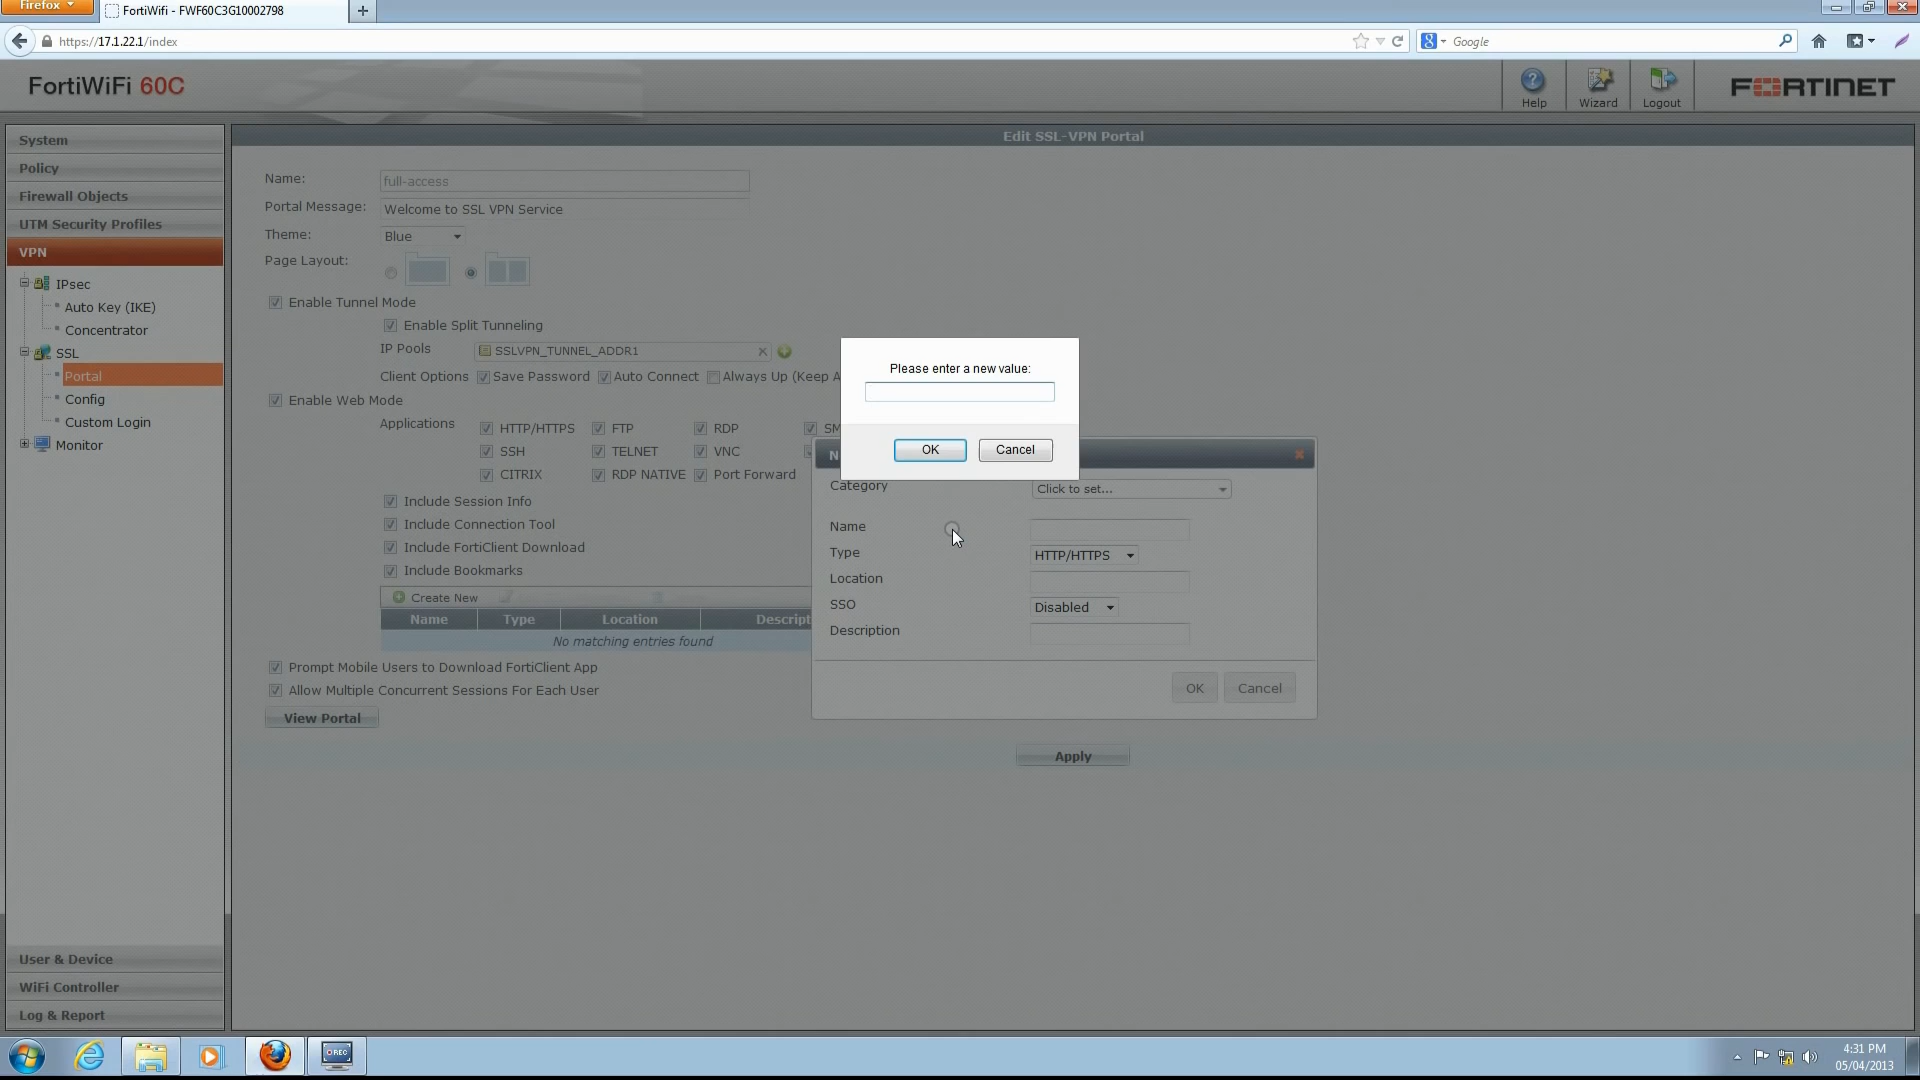 Firefox
FortiWifi - FWF60C3G10002798
https://17.1.22.1/index
Google
FortiWiFi 60C
Help
Wizard
Logout
FORTINET
Edit SSL-VPN Portal
System
Policy
Firewall Objects
UTM Security Profiles
VPN
IPsec
Auto Key (IKE)
Concentrator
SSL
Portal
Config
Custom Login
Monitor
User & Device
WiFi Controller
Log & Report
Name: full-access
Portal Message: Welcome to SSL VPN Service
Theme: Blue
Page Layout:
Enable Tunnel Mode
Enable Split Tunneling
IP Pools SSLVPN_TUNNEL_ADDR1
Client Options Save Password Auto Connect Always Up (Keep A
Enable Web Mode
Applications HTTP/HTTPS FTP RDP SM
SSH TELNET VNC
CITRIX RDP NATIVE Port Forward
Include Session Info
Include Connection Tool
Include FortiClient Download
Include Bookmarks
Create New
Name Type Location Descript
No matching entries found
Prompt Mobile Users to Download FortiClient App
Allow Multiple Concurrent Sessions For Each User
View Portal
Apply
Please enter a new value:
OK Cancel
N
Category Click to set...
Name
Type HTTP/HTTPS
Location
SSO Disabled
Description
OK Cancel
REC
4:31 PM
05/04/2013